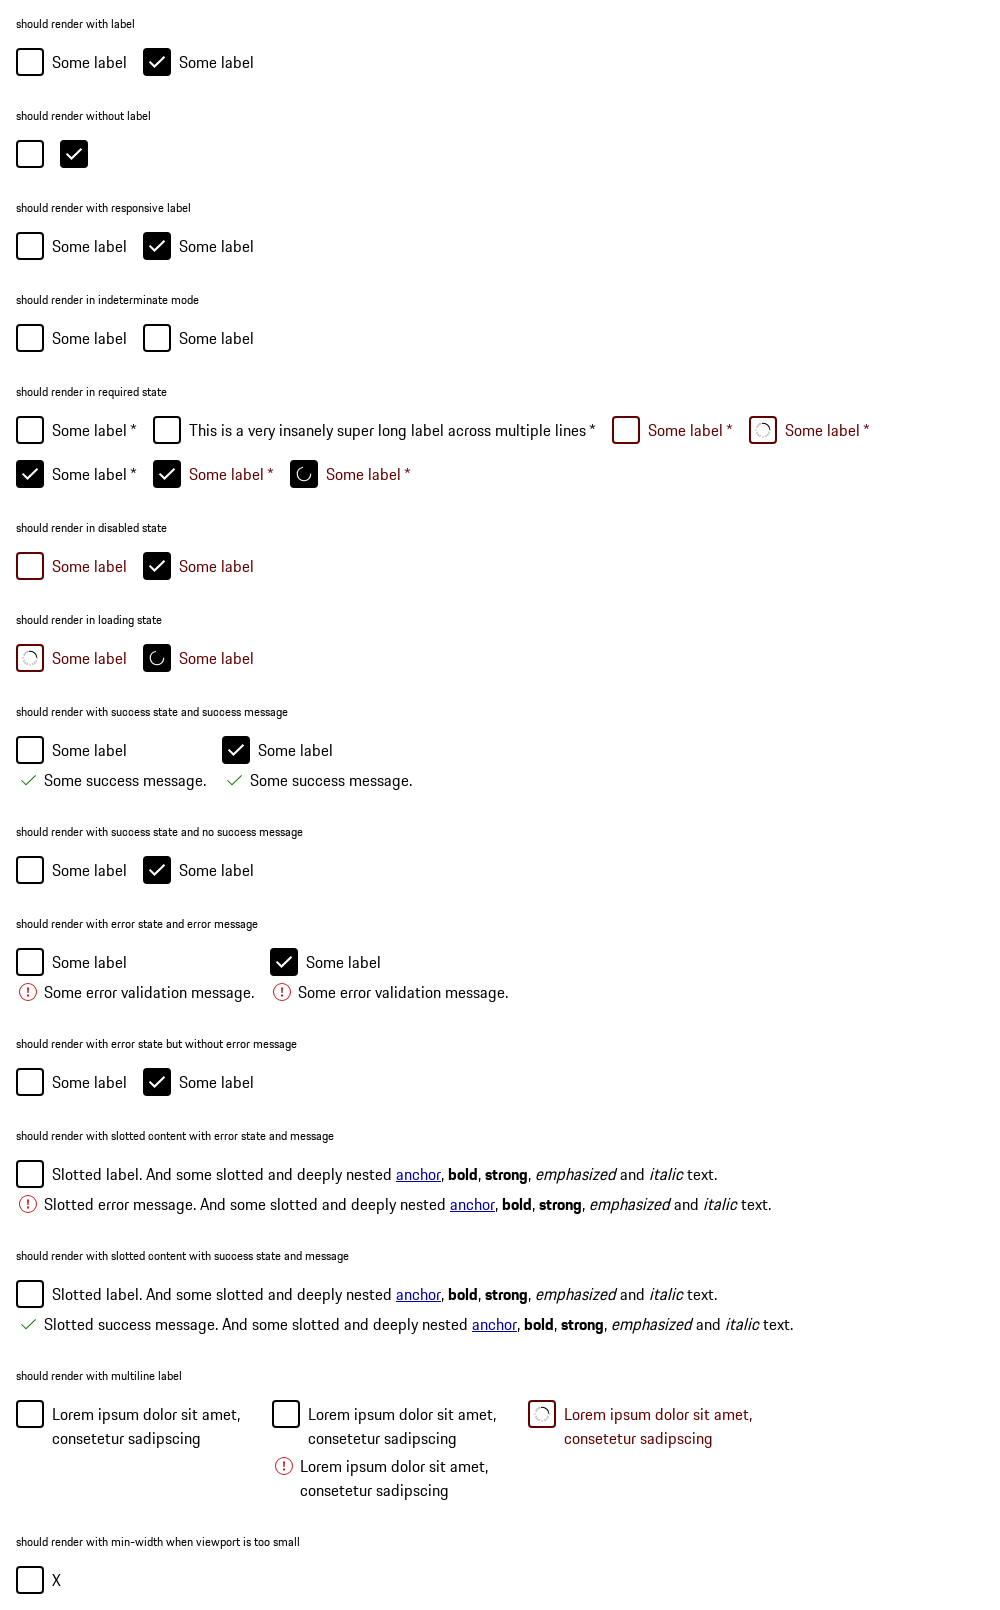 should render with label
Some label Some label
should render without label
should render with responsive label
Some label Some label
should render in indeterminate mode
Some label Some label
should render in required state
Some label * This is a very insanely super long label across multiple lines * Some label * Some label *
Some label * Some label * Some label *
should render in disabled state
Some label Some label
should render in loading state
Some label Some label
should render with success state and success message
Some label Some label
Some success message. Some success message.
should render with success state and no success message
Some label Some label
should render with error state and error message
Some label Some label
Some error validation message. Some error validation message.
should render with error state but without error message
Some label Some label
should render with slotted content with error state and message
Slotted label. And some slotted and deeply nested anchor, bold, strong, emphasized and italic text.
Slotted error message. And some slotted and deeply nested anchor, bold, strong, emphasized and italic text.
should render with slotted content with success state and message
Slotted label. And some slotted and deeply nested anchor, bold, strong, emphasized and italic text.
Slotted success message. And some slotted and deeply nested anchor, bold, strong, emphasized and italic text.
should render with multiline label
Lorem ipsum dolor sit amet,
consetetur sadipscing
Lorem ipsum dolor sit amet,
consetetur sadipscing
Lorem ipsum dolor sit amet,
consetetur sadipscing
Lorem ipsum dolor sit amet,
consetetur sadipscing
should render with min-width when viewport is too small
X